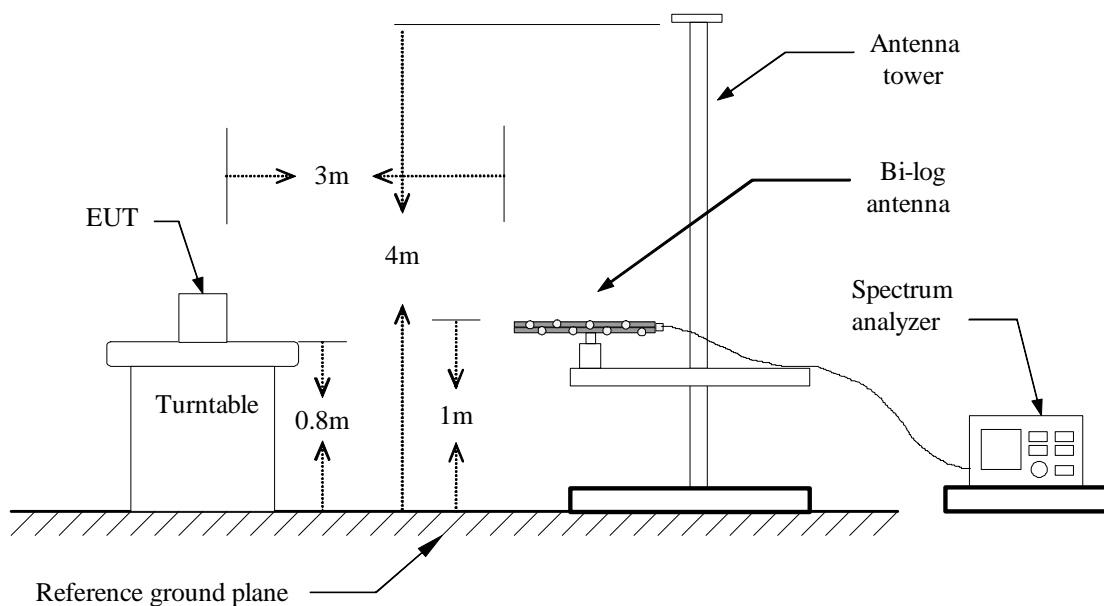 Antenna
tower
3m
Bi-log
antenna
EUT
4m
Spectrum
analyzer
Turntable
0.8m
1m
Reference ground plane